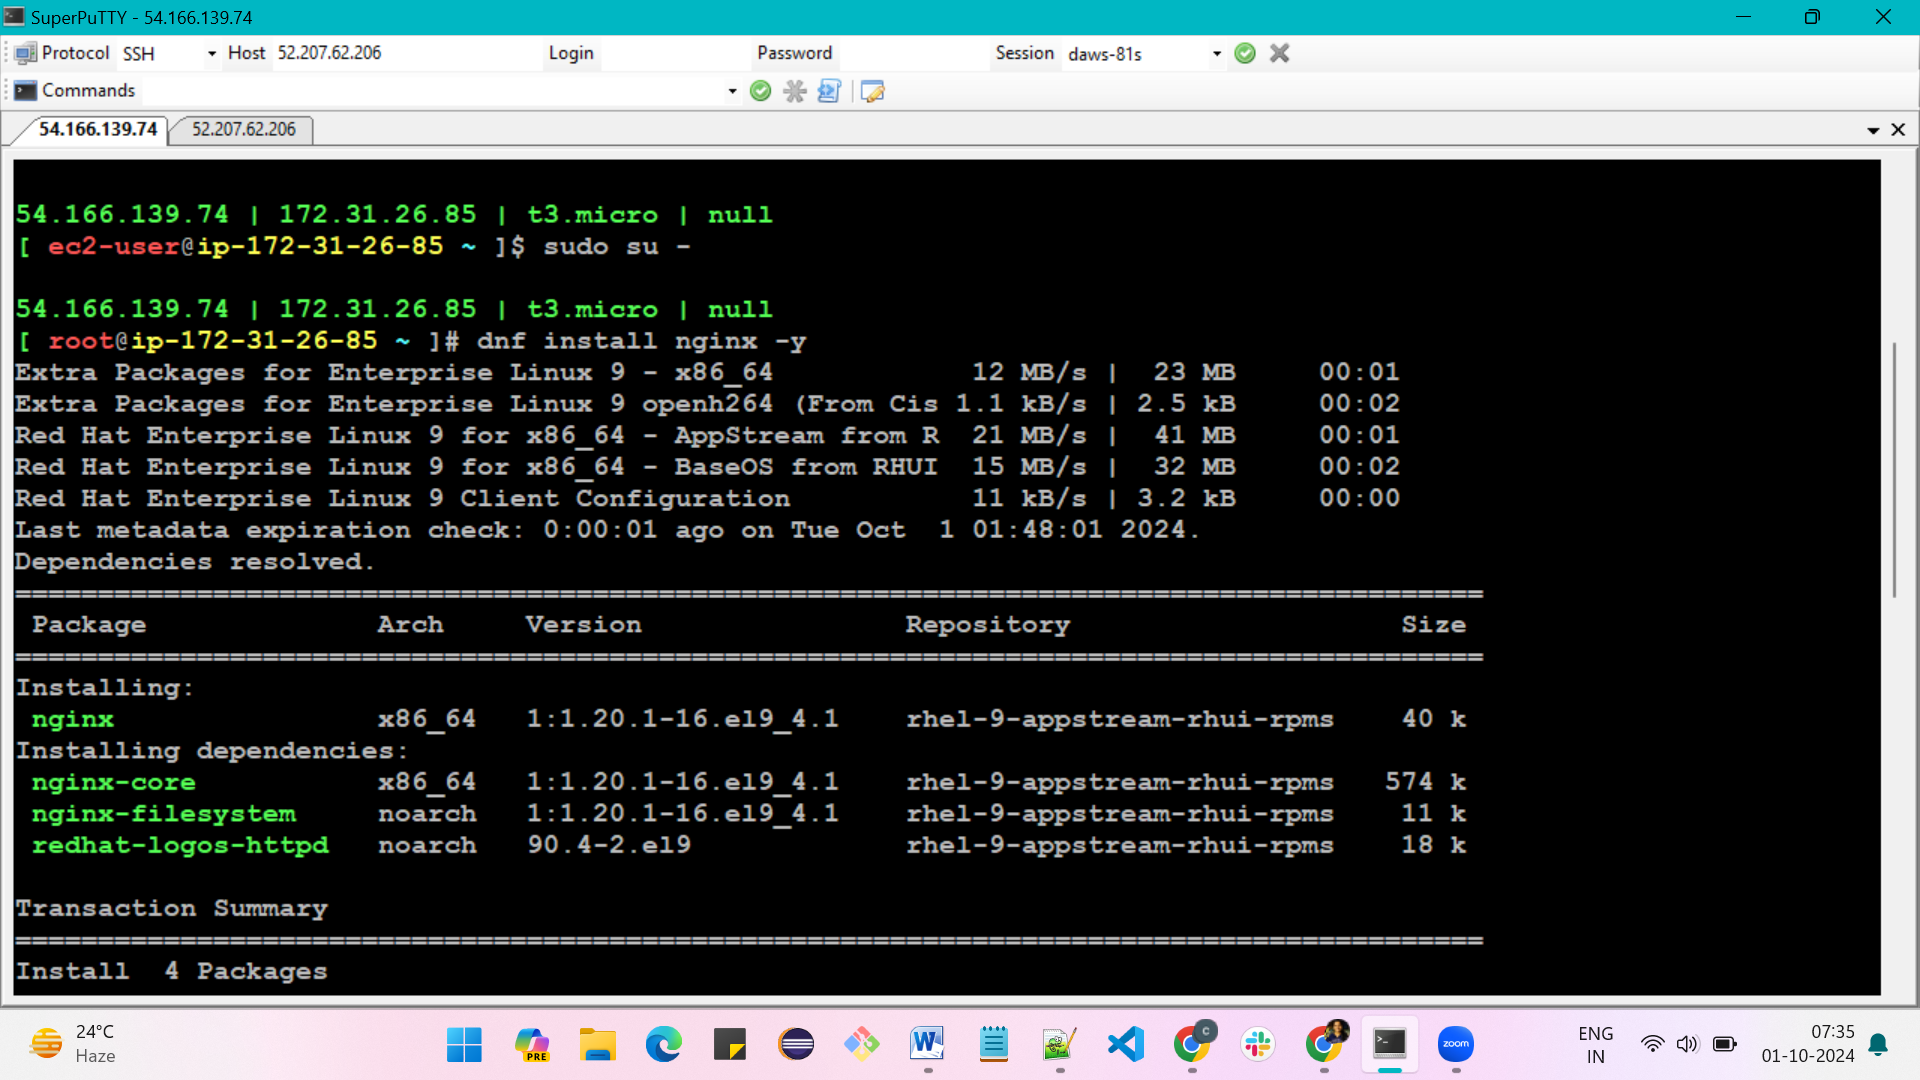 SuperPuTTY - 54.166.139.74
Protocol SSH Host 52.207.62.206 Login Password Session daws-81s
Commands
54.166.139.74 52.207.62.206
54.166.139.74 | 172.31.26.85 | t3.micro | null
[ ec2-user@ip-172-31-26-85 ~ ]$ sudo su -
54.166.139.74 | 172.31.26.85 | t3.micro | null
[ root@ip-172-31-26-85 ~ ]# dnf install nginx -y
Extra Packages for Enterprise Linux 9 - x86_64 12 MB/s | 23 MB 00:01
Extra Packages for Enterprise Linux 9 openh264 (From Cis 1.1 kB/s | 2.5 kB 00:02
Red Hat Enterprise Linux 9 for x86_64 - AppStream from R 21 MB/s | 41 MB 00:01
Red Hat Enterprise Linux 9 for x86_64 - BaseOS from RHUI 15 MB/s | 32 MB 00:02
Red Hat Enterprise Linux 9 Client Configuration 11 kB/s | 3.2 kB 00:00
Last metadata expiration check: 0:00:01 ago on Tue Oct  1 01:48:01 2024.
Dependencies resolved.
=========================================================================================
Package Arch Version Repository Size
=========================================================================================
Installing:
nginx x86_64 1:1.20.1-16.el9_4.1 rhel-9-appstream-rhui-rpms 40 k
Installing dependencies:
nginx-core x86_64 1:1.20.1-16.el9_4.1 rhel-9-appstream-rhui-rpms 574 k
nginx-filesystem noarch 1:1.20.1-16.el9_4.1 rhel-9-appstream-rhui-rpms 11 k
redhat-logos-httpd noarch 90.4-2.el9 rhel-9-appstream-rhui-rpms 18 k
Transaction Summary
=========================================================================================
Install  4 Packages
24°C
Haze
PRE
C
zoom
ENG
IN
07:35
01-10-2024